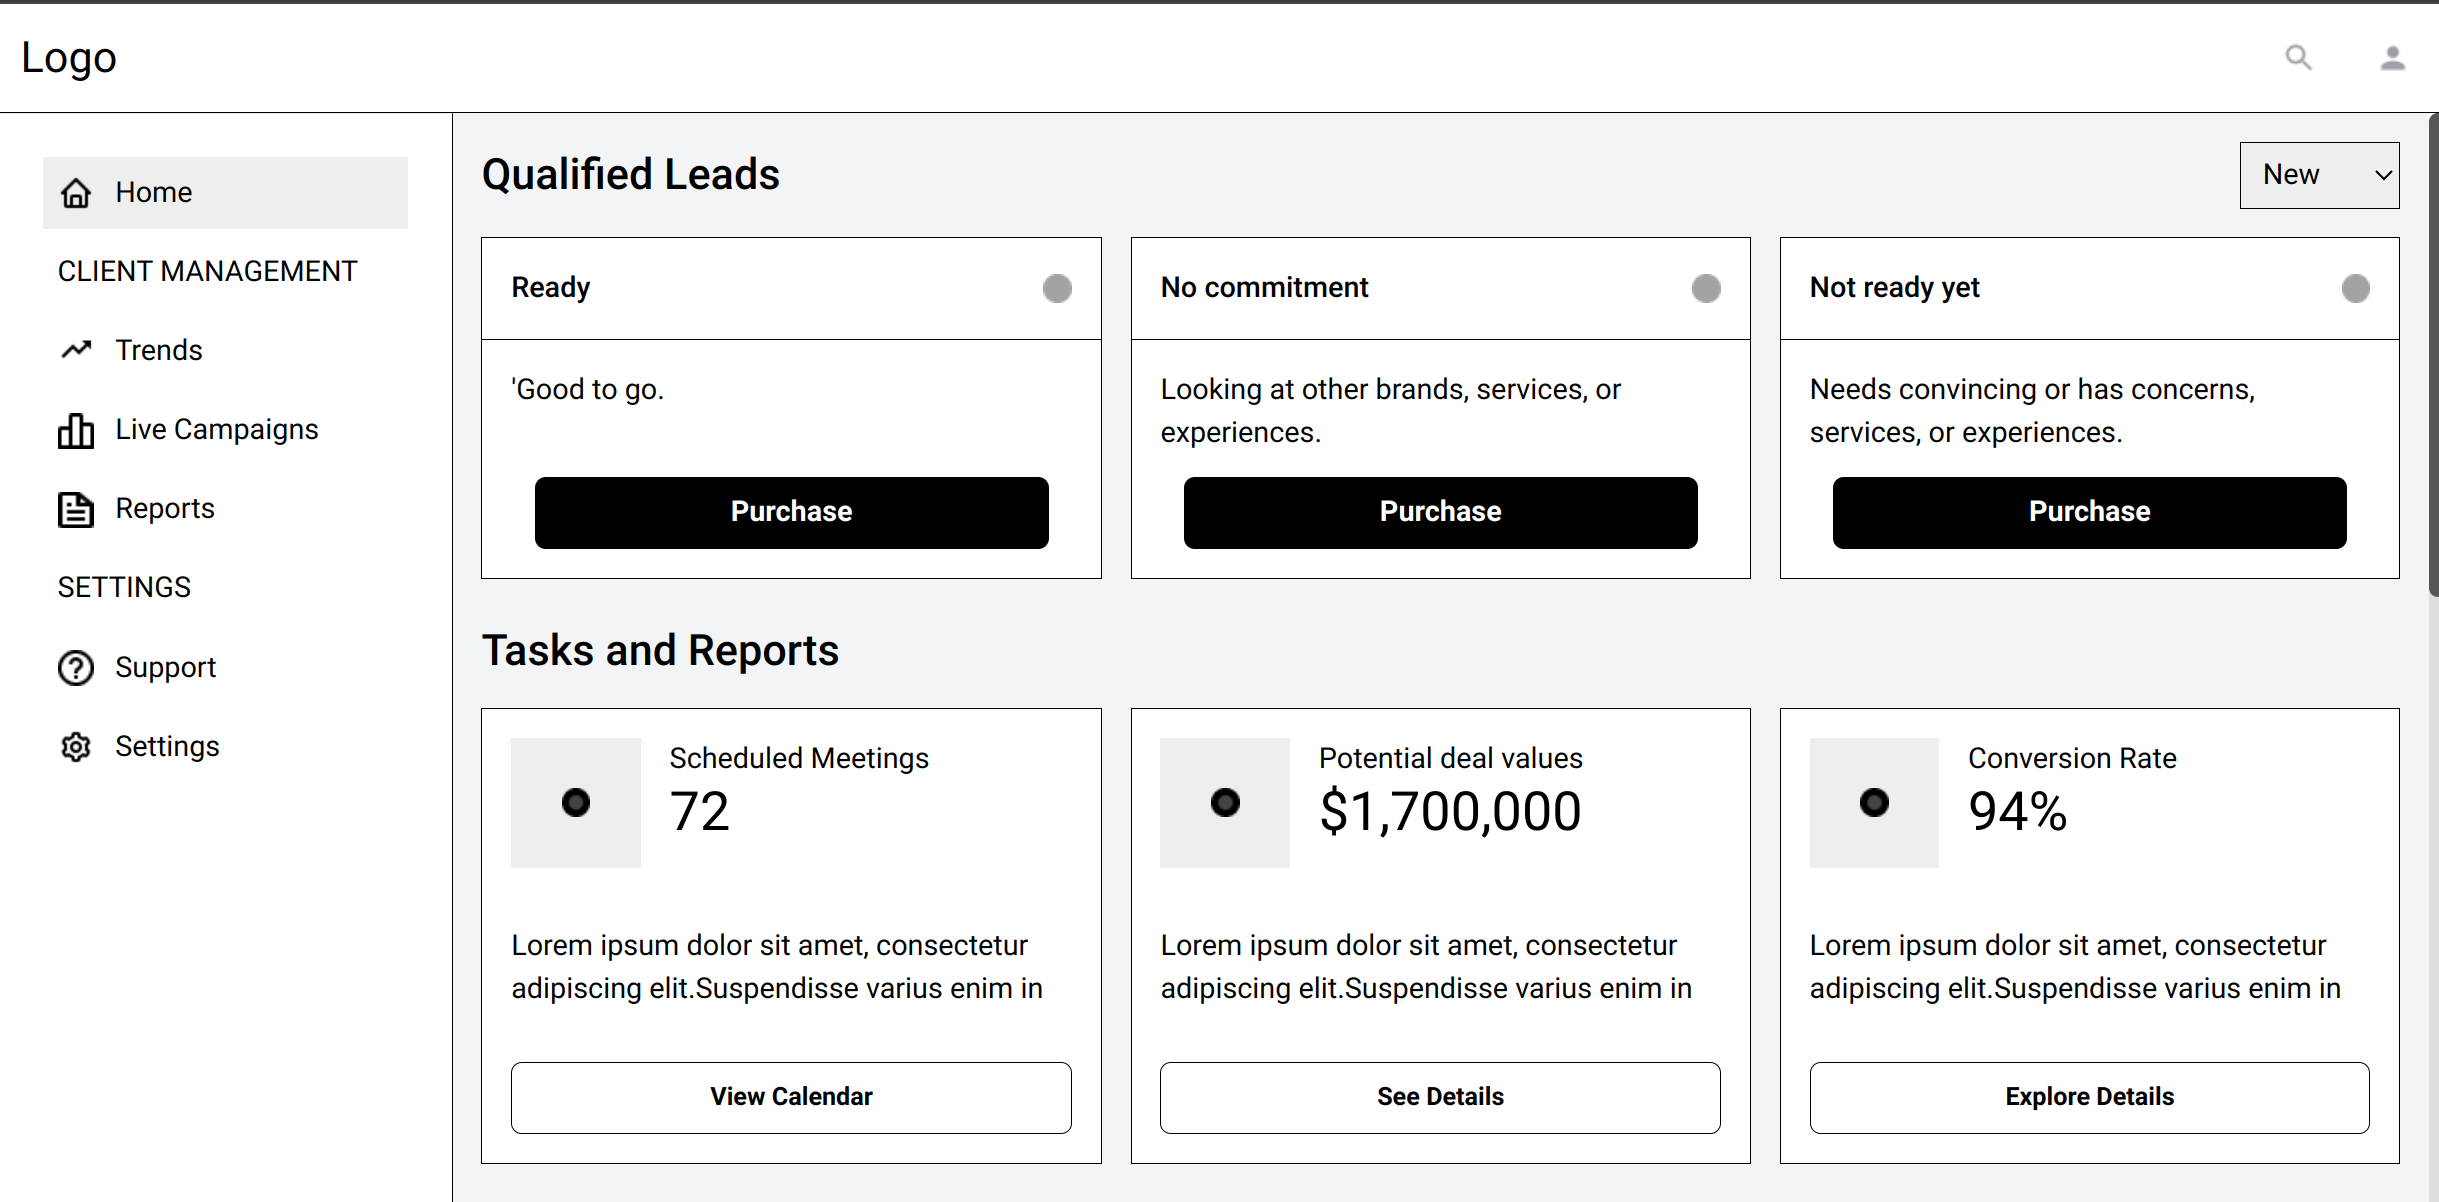 Logo
Home
CLIENT MANAGEMENT
Trends
Live Campaigns
Reports
SETTINGS
Support
Settings
Qualified Leads
New
Ready
'Good to go.
Purchase
No commitment
Looking at other brands, services, or
experiences.
Purchase
Not ready yet
Needs convincing or has concerns,
services, or experiences.
Purchase
Tasks and Reports
Scheduled Meetings
72
Lorem ipsum dolor sit amet, consectetur
adipiscing elit.Suspendisse varius enim in
View Calendar
Potential deal values
$1,700,000
Lorem ipsum dolor sit amet, consectetur
adipiscing elit.Suspendisse varius enim in
See Details
Conversion Rate
94%
Lorem ipsum dolor sit amet, consectetur
adipiscing elit.Suspendisse varius enim in
Explore Details